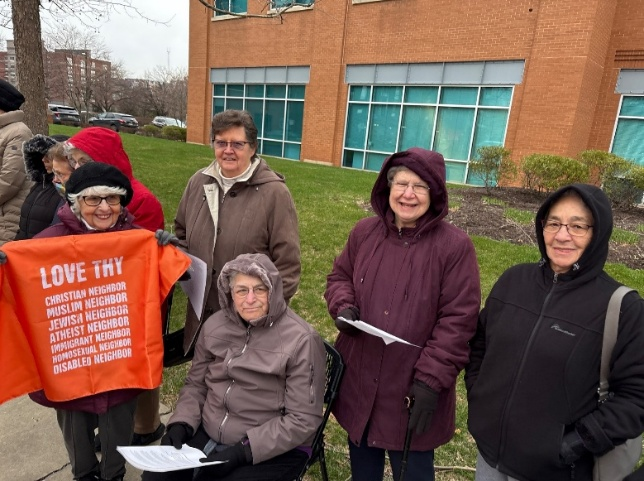 LOVE THY
CHRISTIAN NEIGHBOR
MUSLIM NEIGHBOR
JEWISH NEIGHBOR
ATHEIST NEIGHBOR
IMMIGRANT NEIGHBOR
HOMOSEXUAL NEIGHBOR
DISABLED NEIGHBOR